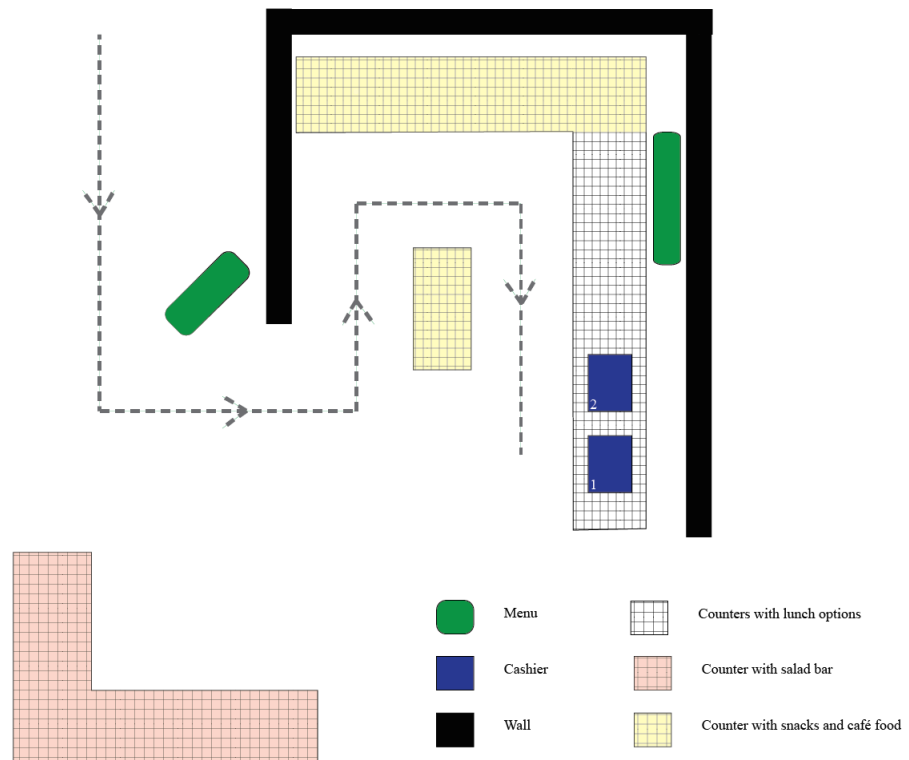 2
1
Menu
Counters with lunch options
Cashier
Counter with salad bar
Wall
Counter with snacks and café food